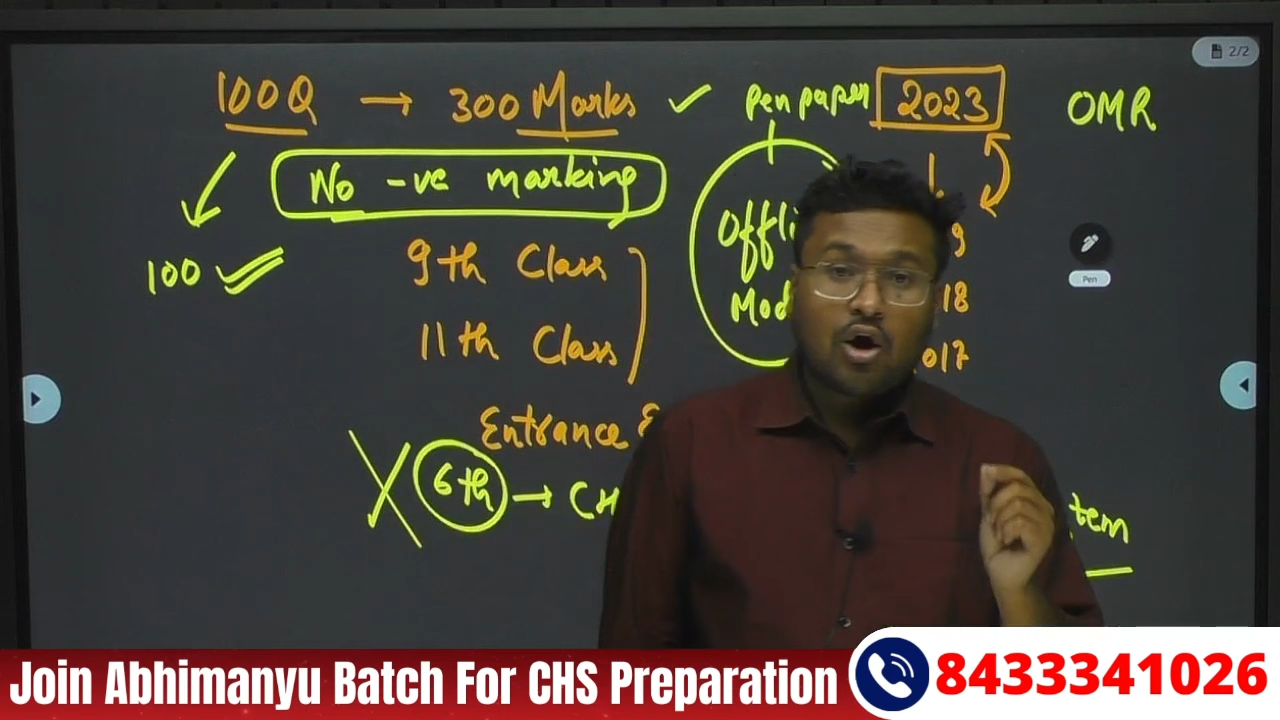 2/2
100Q → 300 Marks ✓ Pen paper 2023 OMR
No -ve marking
100 ✓
9th Class
11th Class
18
Entrance
6th →
Pen
Join Abhimanyu Batch For CHS Preparation
8433341026